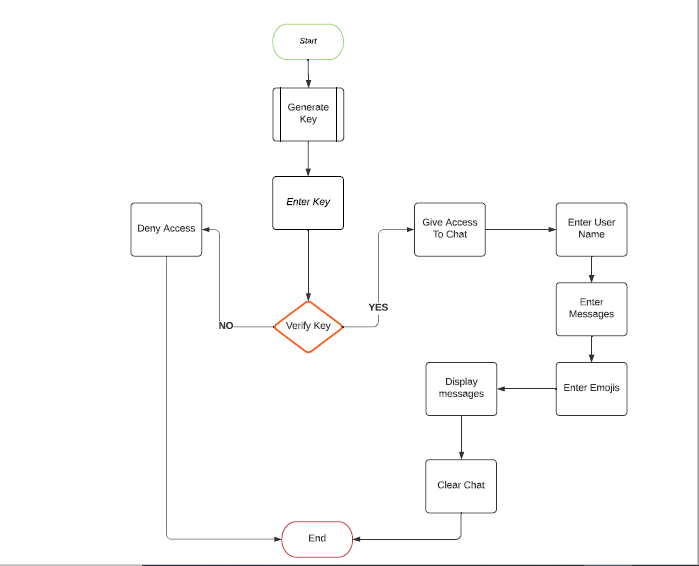 Start
Generate
Key
Enter Key
Deny Access
Give Access
To Chat
Enter User
Name
Enter
Messages
YES
NO
Verify Key
Display
messages
Enter Emojis
Clear Chat
End